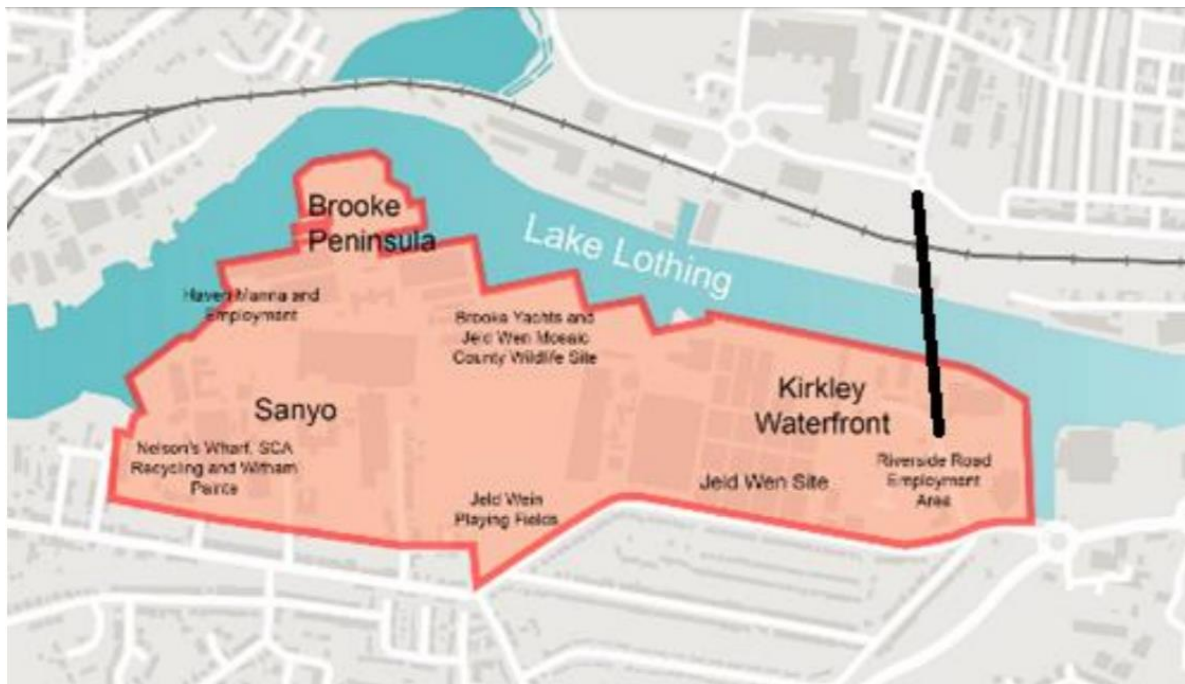 Brooke
Peninsula
Lake Lothing
Haven Marina and
Employment
Brooke Yachts and
Jeld Wen Mosaic
County Wildlife Site
Kirkley
Waterfront
Sanyo
Nelson's Wharf, SCA
Recycling and Witham
Paints
Riverside Road
Employment
Area
Jeld Wen Site
Jeld Wein
Playing Fields